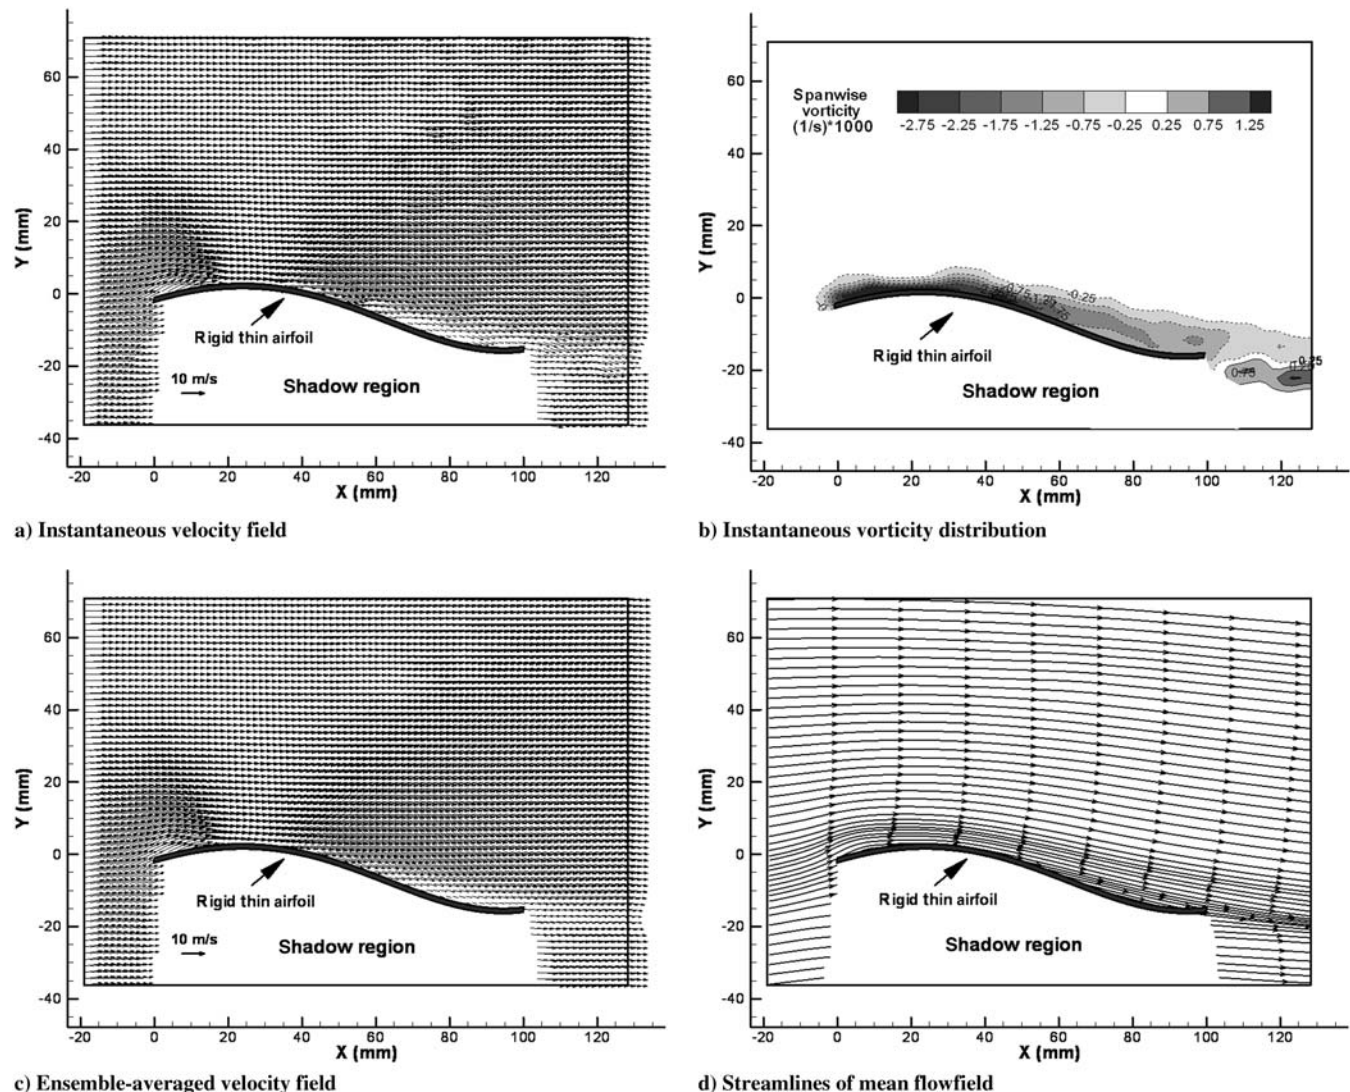 60
40
20
0
-20
-40
Y (mm)
Rigid thin airfoil
10 m/s
Shadow region
0 20 40 60 80 100 120
X (mm)
a) Instantaneous velocity field
60
40
20
0
-20
-40
Y (mm)
Spanwise
vorticity
(1/s)*1000
-2.75 -2.25 -1.75 -1.25 -0.75 -0.25 0.25 0.75 1.25
-0.25
0.25
0.75
Rigid thin airfoil
Shadow region
-20 0 20 40 60 80 100 120
X (mm)
b) Instantaneous vorticity distribution
60
40
20
0
-20
-40
Y (mm)
Rigid thin airfoil
10 m/s
Shadow region
0 20 40 60 80 100 120
X (mm)
c) Ensemble-averaged velocity field
60
40
20
0
-20
-40
Y (mm)
Rigid thin airfoil
Shadow region
-20 0 20 40 60 80 100 120
X (mm)
d) Streamlines of mean flowfield